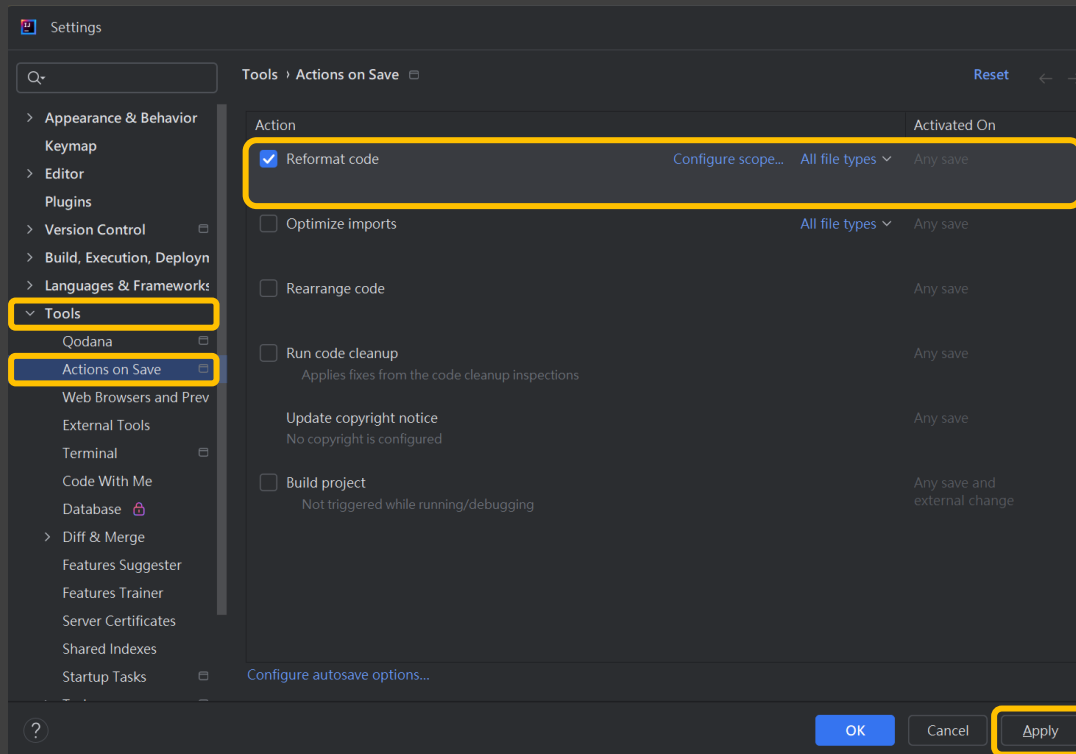 Settings
Tools › Actions on Save
Reset
Appearance & Behavior
Keymap
Editor
Plugins
Version Control
Build, Execution, Deployn
Languages & Frameworks
Tools
Qodana
Actions on Save
Web Browsers and Prev
External Tools
Terminal
Code With Me
Database
Diff & Merge
Features Suggester
Features Trainer
Server Certificates
Shared Indexes
Startup Tasks
Action Activated On
Reformat code Configure scope... All file types Any save
Optimize imports All file types Any save
Rearrange code Any save
Run code cleanup Any save
Applies fixes from the code cleanup inspections
Update copyright notice Any save
No copyright is configured
Build project Any save and
Not triggered while running/debugging external change
Configure autosave options...
? OK Cancel Apply